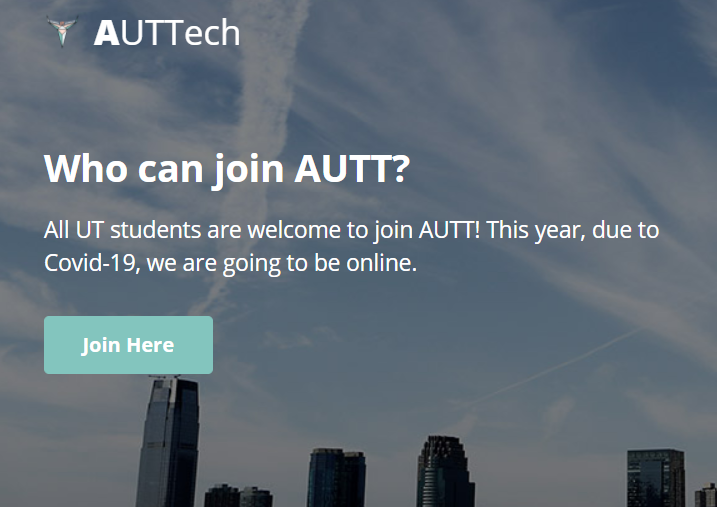 AUTTech
Who can join AUTT?
All UT students are welcome to join AUTT! This year, due to
Covid-19, we are going to be online.
Join Here